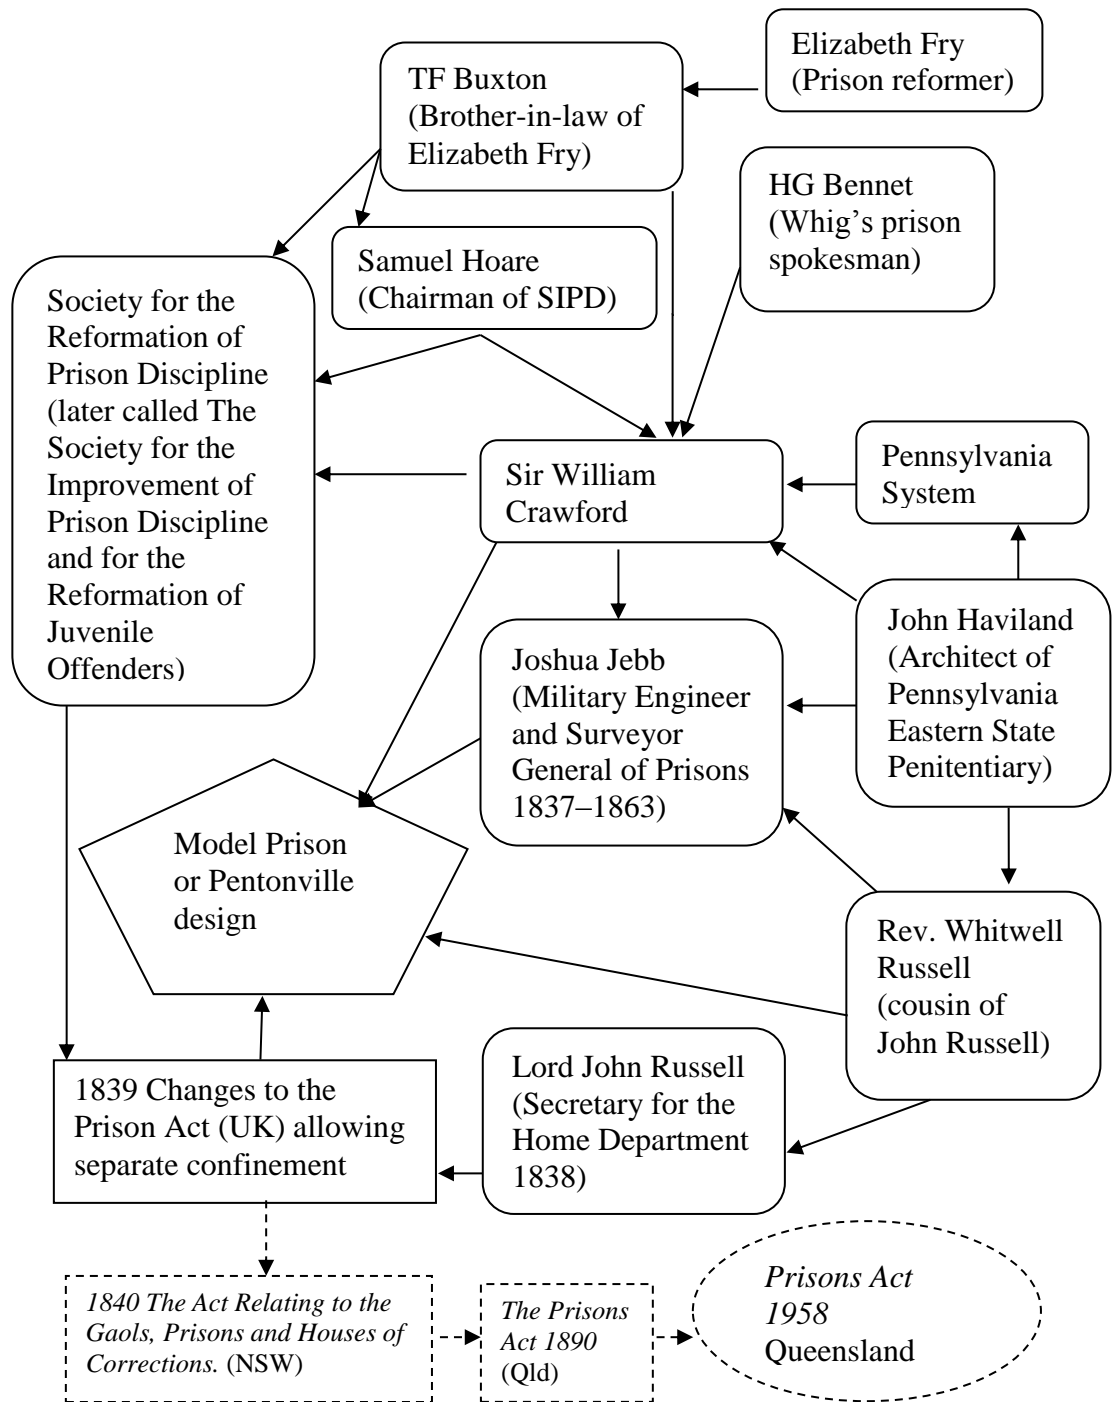 Elizabeth Fry
(Prison reformer)
TF Buxton
(Brother-in-law of
Elizabeth Fry)
HG Bennet
(Whig’s prison
spokesman)
Samuel Hoare
(Chairman of SIPD)
Society for the
Reformation of
Prison Discipline
(later called The
Society for the
Improvement of
Prison Discipline
and for the
Reformation of
Juvenile
Offenders)
Sir William
Crawford
Pennsylvania
System
John Haviland
(Architect of
Pennsylvania
Eastern State
Penitentiary)
Joshua Jebb
(Military Engineer
and Surveyor
General of Prisons
1837–1863)
Model Prison
or Pentonville
design
Rev. Whitwell
Russell
(cousin of
John Russell)
Lord John Russell
(Secretary for the
Home Department
1838)
1839 Changes to the
Prison Act (UK) allowing
separate confinement
1840 The Act Relating to the
Gaols, Prisons and Houses of
Corrections. (NSW)
The Prisons
Act 1890
(Qld)
Prisons Act
1958
Queensland